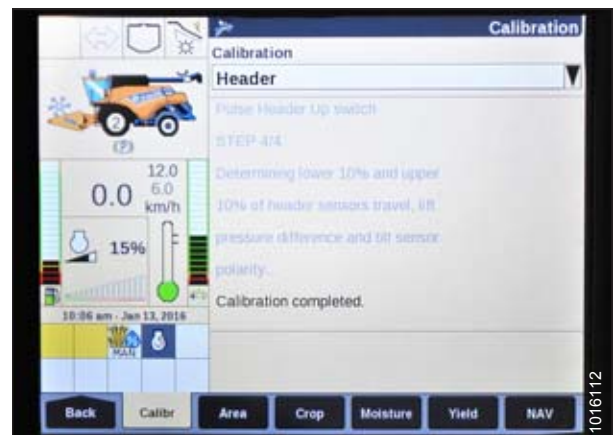 Calibration
Calibration
Header
Pulse Header Up switch
STEP 4/4
Determining lower 10% and upper
10% of header sensors travel, lift
pressure difference and tilt sensor
polarity..
Calibration completed.
2
(P)
0.0
12.0
6.0
km/h
15%
10:06 am - Jan 13, 2016
MAN
Back
Calibr
Area
Crop
Moisture
Yield
NAV
1016112